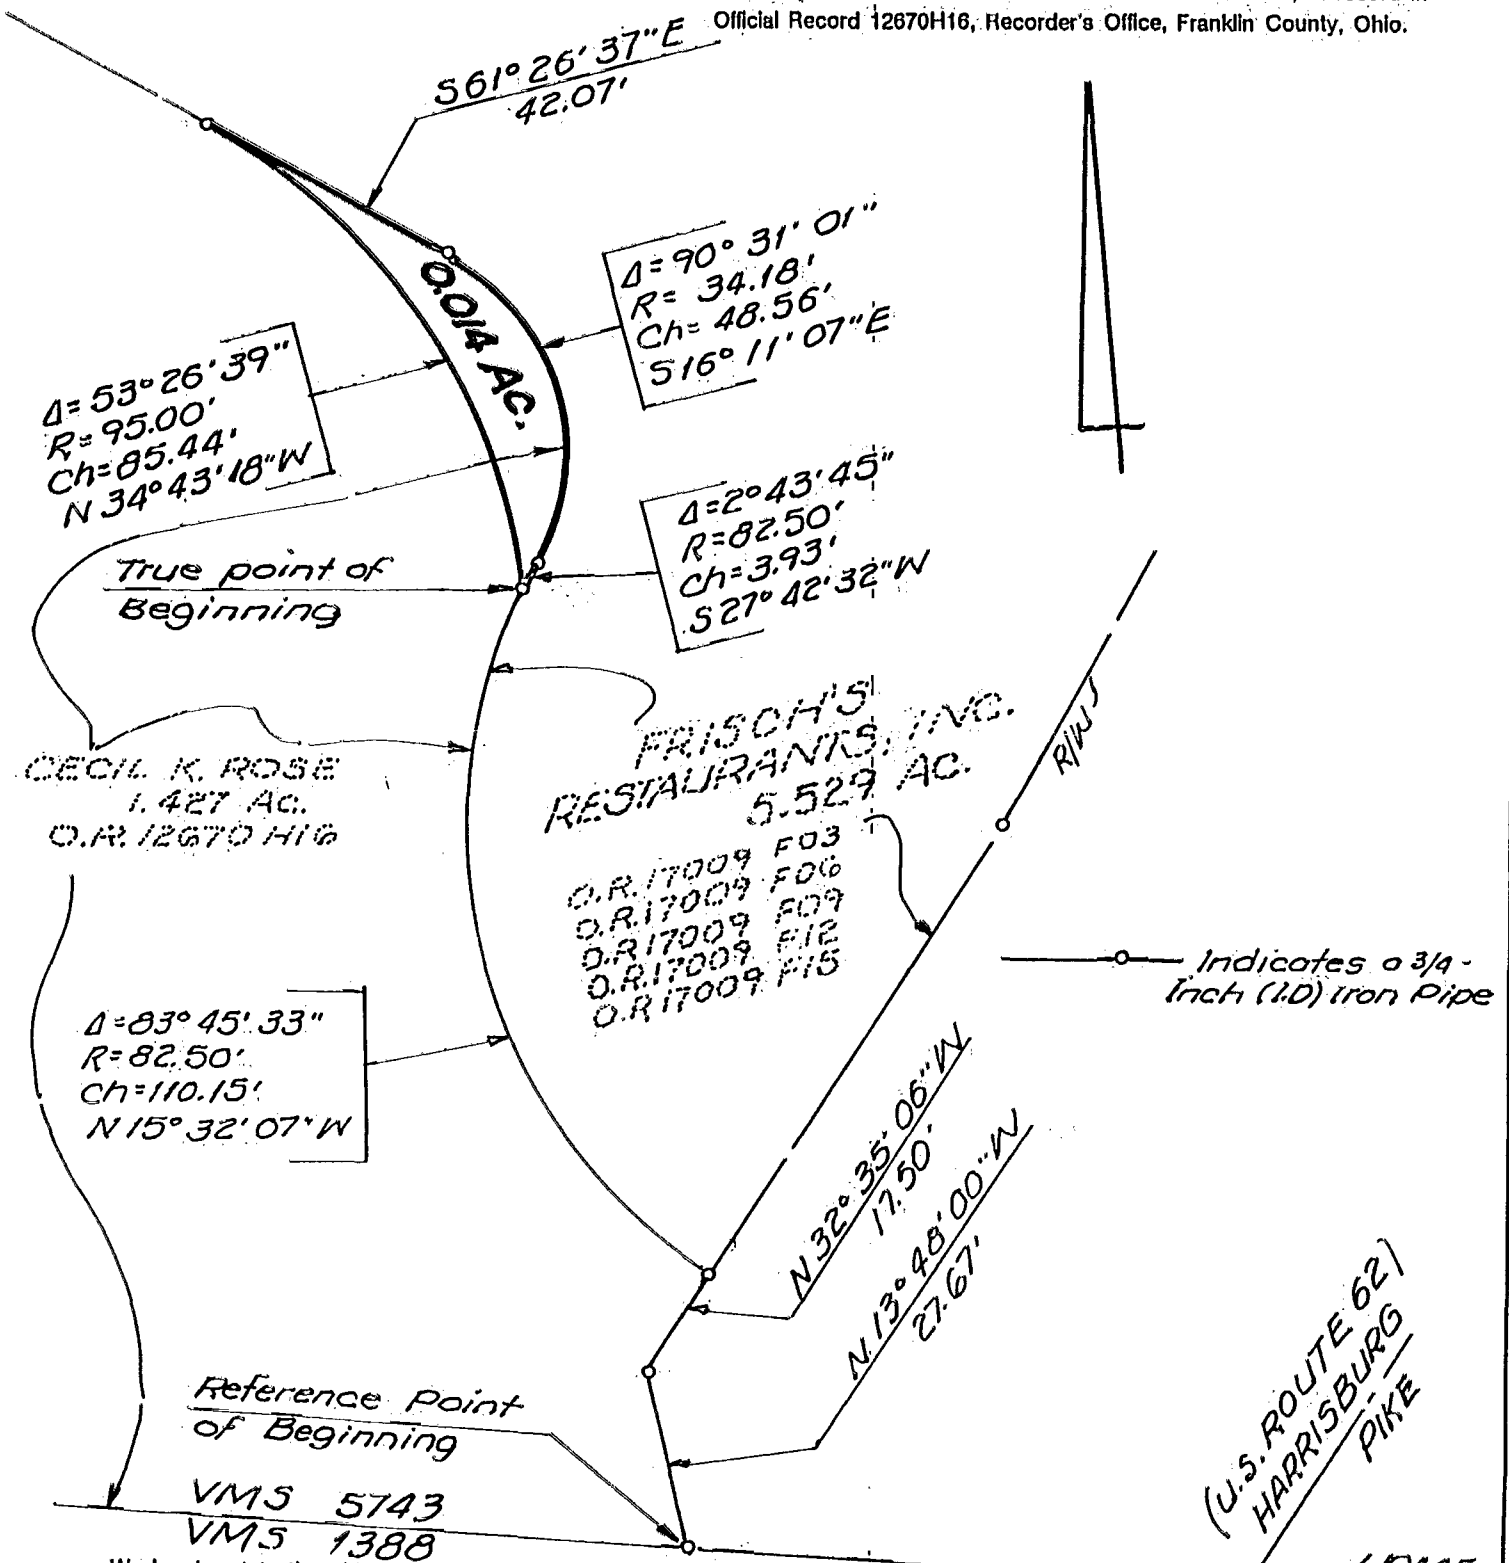 Official Record 12670H16, Recorder's Office, Franklin County, Ohio.
S61° 26' 37"E
42.07'
Δ=90° 31' 01"
R= 34.18'
Ch= 48.56'
S16° 11' 07"E
0.014 AC.
Δ=53° 26' 39"
R=95.00'
Ch=85.44'
N 34° 43' 18"W
Δ=2° 43' 45"
R=82.50'
Ch=3.93'
S27° 42' 32"W
True point of
Beginning
FRISCH'S
RESTAURANTS, INC.
5.529 AC.
O.R. 17009 F03
O.R. 17009 F06
O.R 17009 F09
O.R. 17009 F12
O.R 17009 F15
R/W
CECIL K. ROSE
1.427 Ac.
O.R. 12670 H16
Indicates a 3/4-
Inch (I.D) Iron Pipe
Δ=83° 45' 33"
R=82.50'
Ch=110.15'
N 15° 32' 07" W
N 32° 35' 06" W
17.50'
N 13° 48' 00" W
27.67'
Reference Point
of Beginning
VMS 5743
VMS 1388
(U.S. ROUTE 62)
HARRISBURG
PIKE